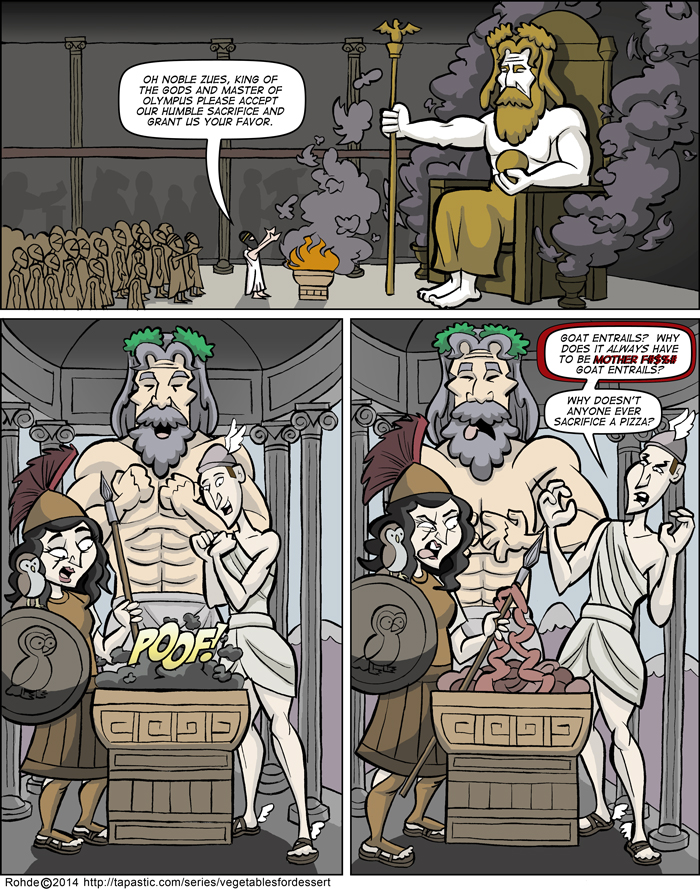 OH NOBLE ZUES, KING OF
THE GODS AND MASTER OF
OLYMPUS PLEASE ACCEPT
OUR HUMBLE SACRIFICE AND
GRANT US YOUR FAVOR.
POOF!
GOAT ENTRAILS? WHY
DOES IT ALWAYS HAVE
TO BE MOTHER F#$%#
GOAT ENTRAILS?
WHY DOESN'T
ANYONE EVER
SACRIFICE A PIZZA?
Rohde©2014 http://tapastic.com/series/vegetablesfordessert